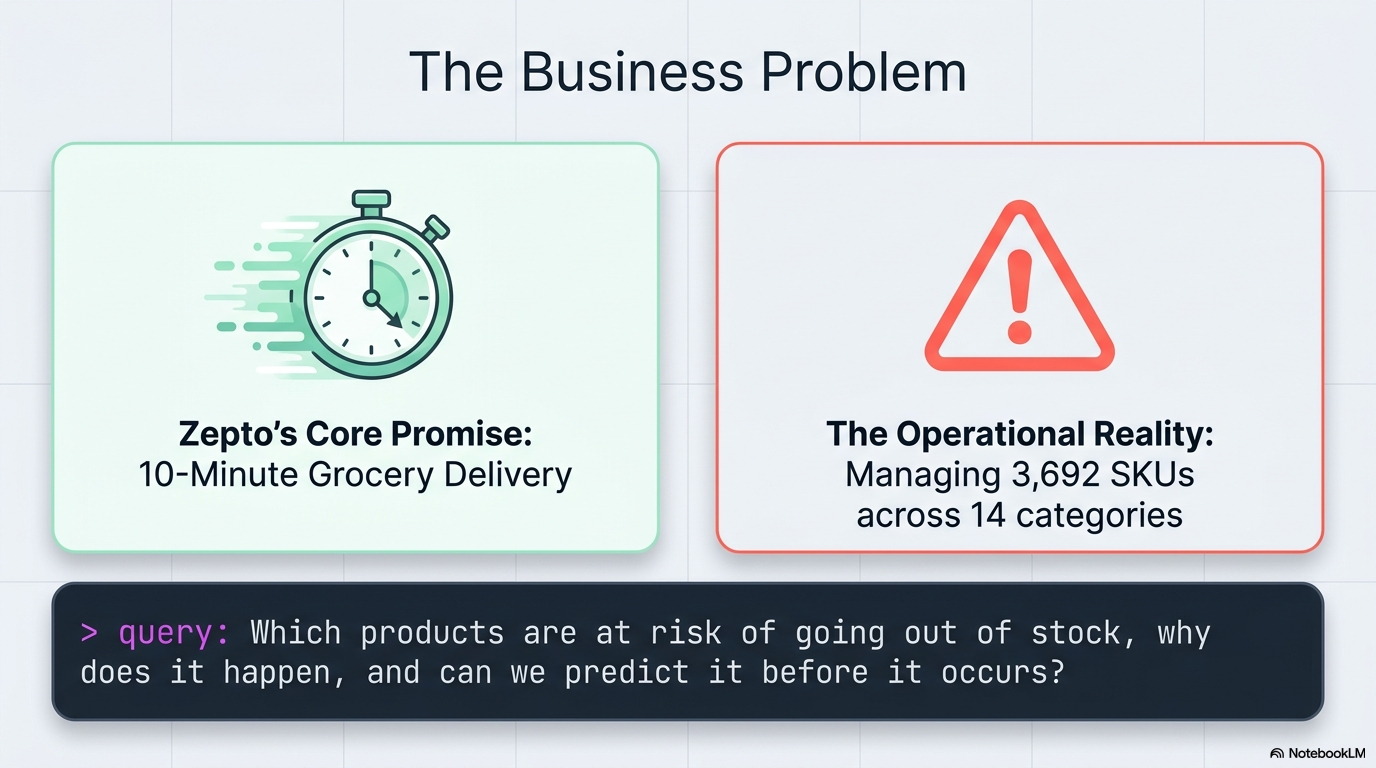 The Business Problem
Zepto’s Core Promise:
10-Minute Grocery Delivery
The Operational Reality:
Managing 3,692 SKUs
across 14 categories
> query: Which products are at risk of going out of stock, why
does it happen, and can we predict it before it occurs?
NotebookLM